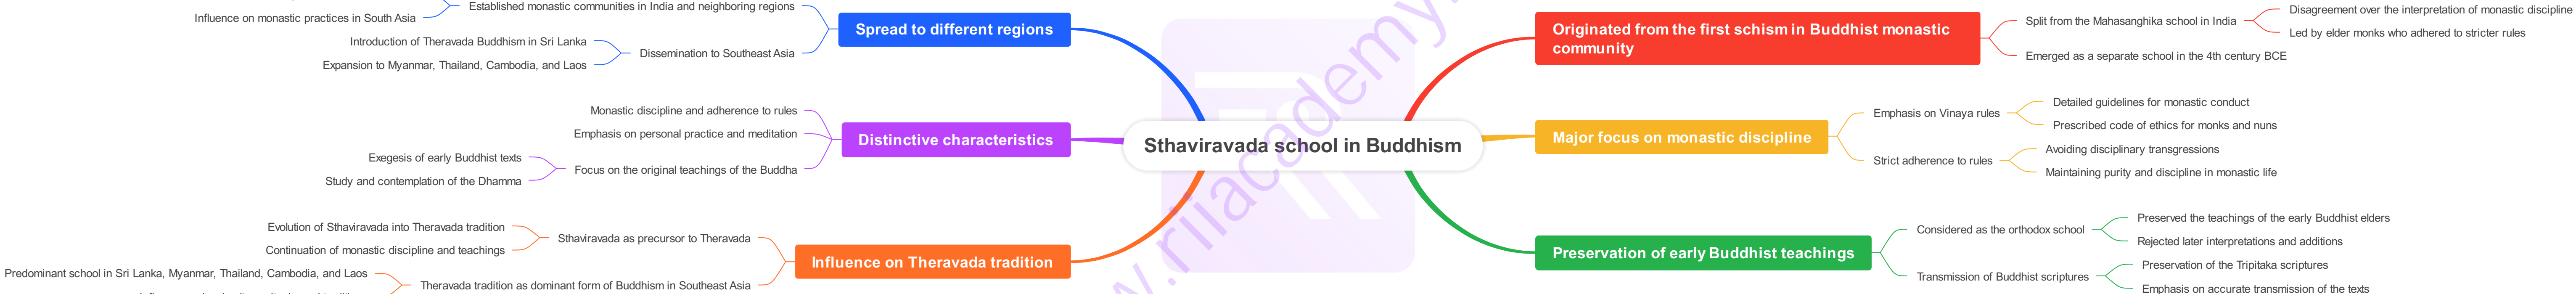 Sthaviravada school in Buddhism
Originated from the first schism in Buddhist monastic
community
Split from the Mahasanghika school in India
Disagreement over the interpretation of monastic discipline
Led by elder monks who adhered to stricter rules
Emerged as a separate school in the 4th century BCE
Major focus on monastic discipline
Emphasis on Vinaya rules
Detailed guidelines for monastic conduct
Prescribed code of ethics for monks and nuns
Strict adherence to rules
Avoiding disciplinary transgressions
Maintaining purity and discipline in monastic life
Preservation of early Buddhist teachings
Considered as the orthodox school
Preserved the teachings of the early Buddhist elders
Rejected later interpretations and additions
Transmission of Buddhist scriptures
Preservation of the Tripitaka scriptures
Emphasis on accurate transmission of the texts
Spread to different regions
Established monastic communities in India and neighboring regions
Influence on monastic practices in South Asia
Dissemination to Southeast Asia
Introduction of Theravada Buddhism in Sri Lanka
Expansion to Myanmar, Thailand, Cambodia, and Laos
Distinctive characteristics
Monastic discipline and adherence to rules
Emphasis on personal practice and meditation
Focus on the original teachings of the Buddha
Exegesis of early Buddhist texts
Study and contemplation of the Dhamma
Influence on Theravada tradition
Sthaviravada as precursor to Theravada
Evolution of Sthaviravada into Theravada tradition
Continuation of monastic discipline and teachings
Theravada tradition as dominant form of Buddhism in Southeast Asia
Predominant school in Sri Lanka, Myanmar, Thailand, Cambodia, and Laos